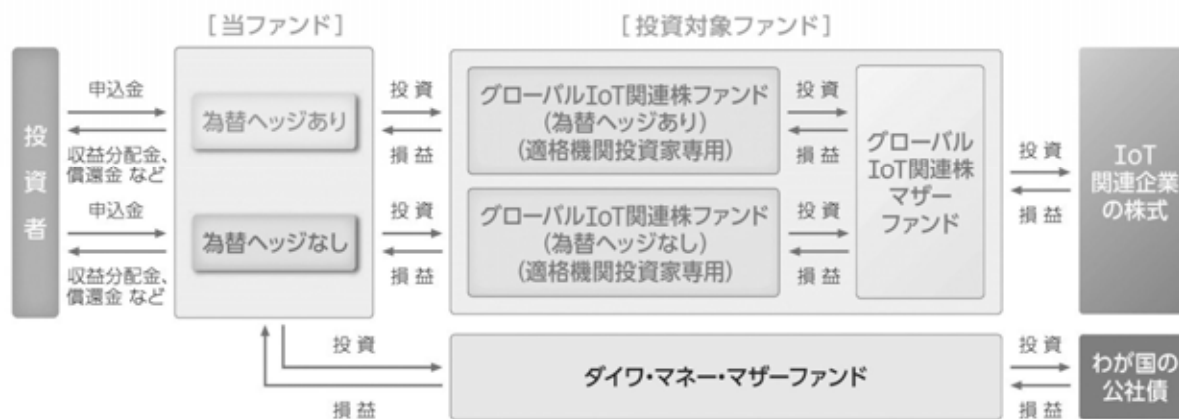 [当ファンド]
[投資対象ファンド]
投資者
申込金
収益分配金、
償還金 など
申込金
収益分配金、
償還金 など
為替ヘッジあり
為替ヘッジなし
投資
損益
投資
損益
グローバルIoT関連株ファンド
(為替ヘッジあり)
(適格機関投資家専用)
グローバルIoT関連株ファンド
(為替ヘッジなし)
(適格機関投資家専用)
投資
損益
投資
損益
グローバル
IoT関連株
マザー
ファンド
投資
損益
IoT
関連企業
の株式
投資
損益
ダイワ・マネー・マザーファンド
投資
損益
わが国の
公社債